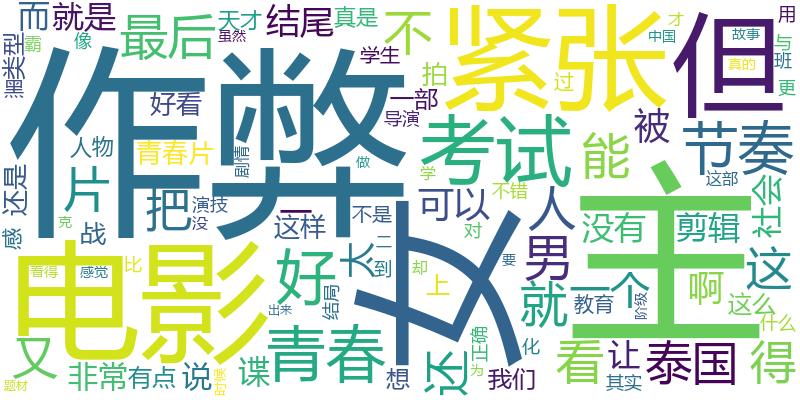 而就是
最后
天才
虽然
结尾
真是
不
紧张
但
才
中国
故事
用
与
班
真的
更
霸
像
类型
作弊
学生
拍
过
好看
一部
导演
考试
能
被
节奏
还是
人物
青春片
剧情
做
片
把
演技
没
这样
一
不是
二
到
学
不错
可以
对
人
男
没有
剪辑
社会
这部
感
战
克
电影
看得
感觉
比
好
大
女
主
却
上
要
就
一个
教育
阶级
啊
这
这么
什么
结局
出来
又
非常
有点
说
谍
青春
还
想
正确
为
我们
化
看
让
其实
泰国
得
题材
时候